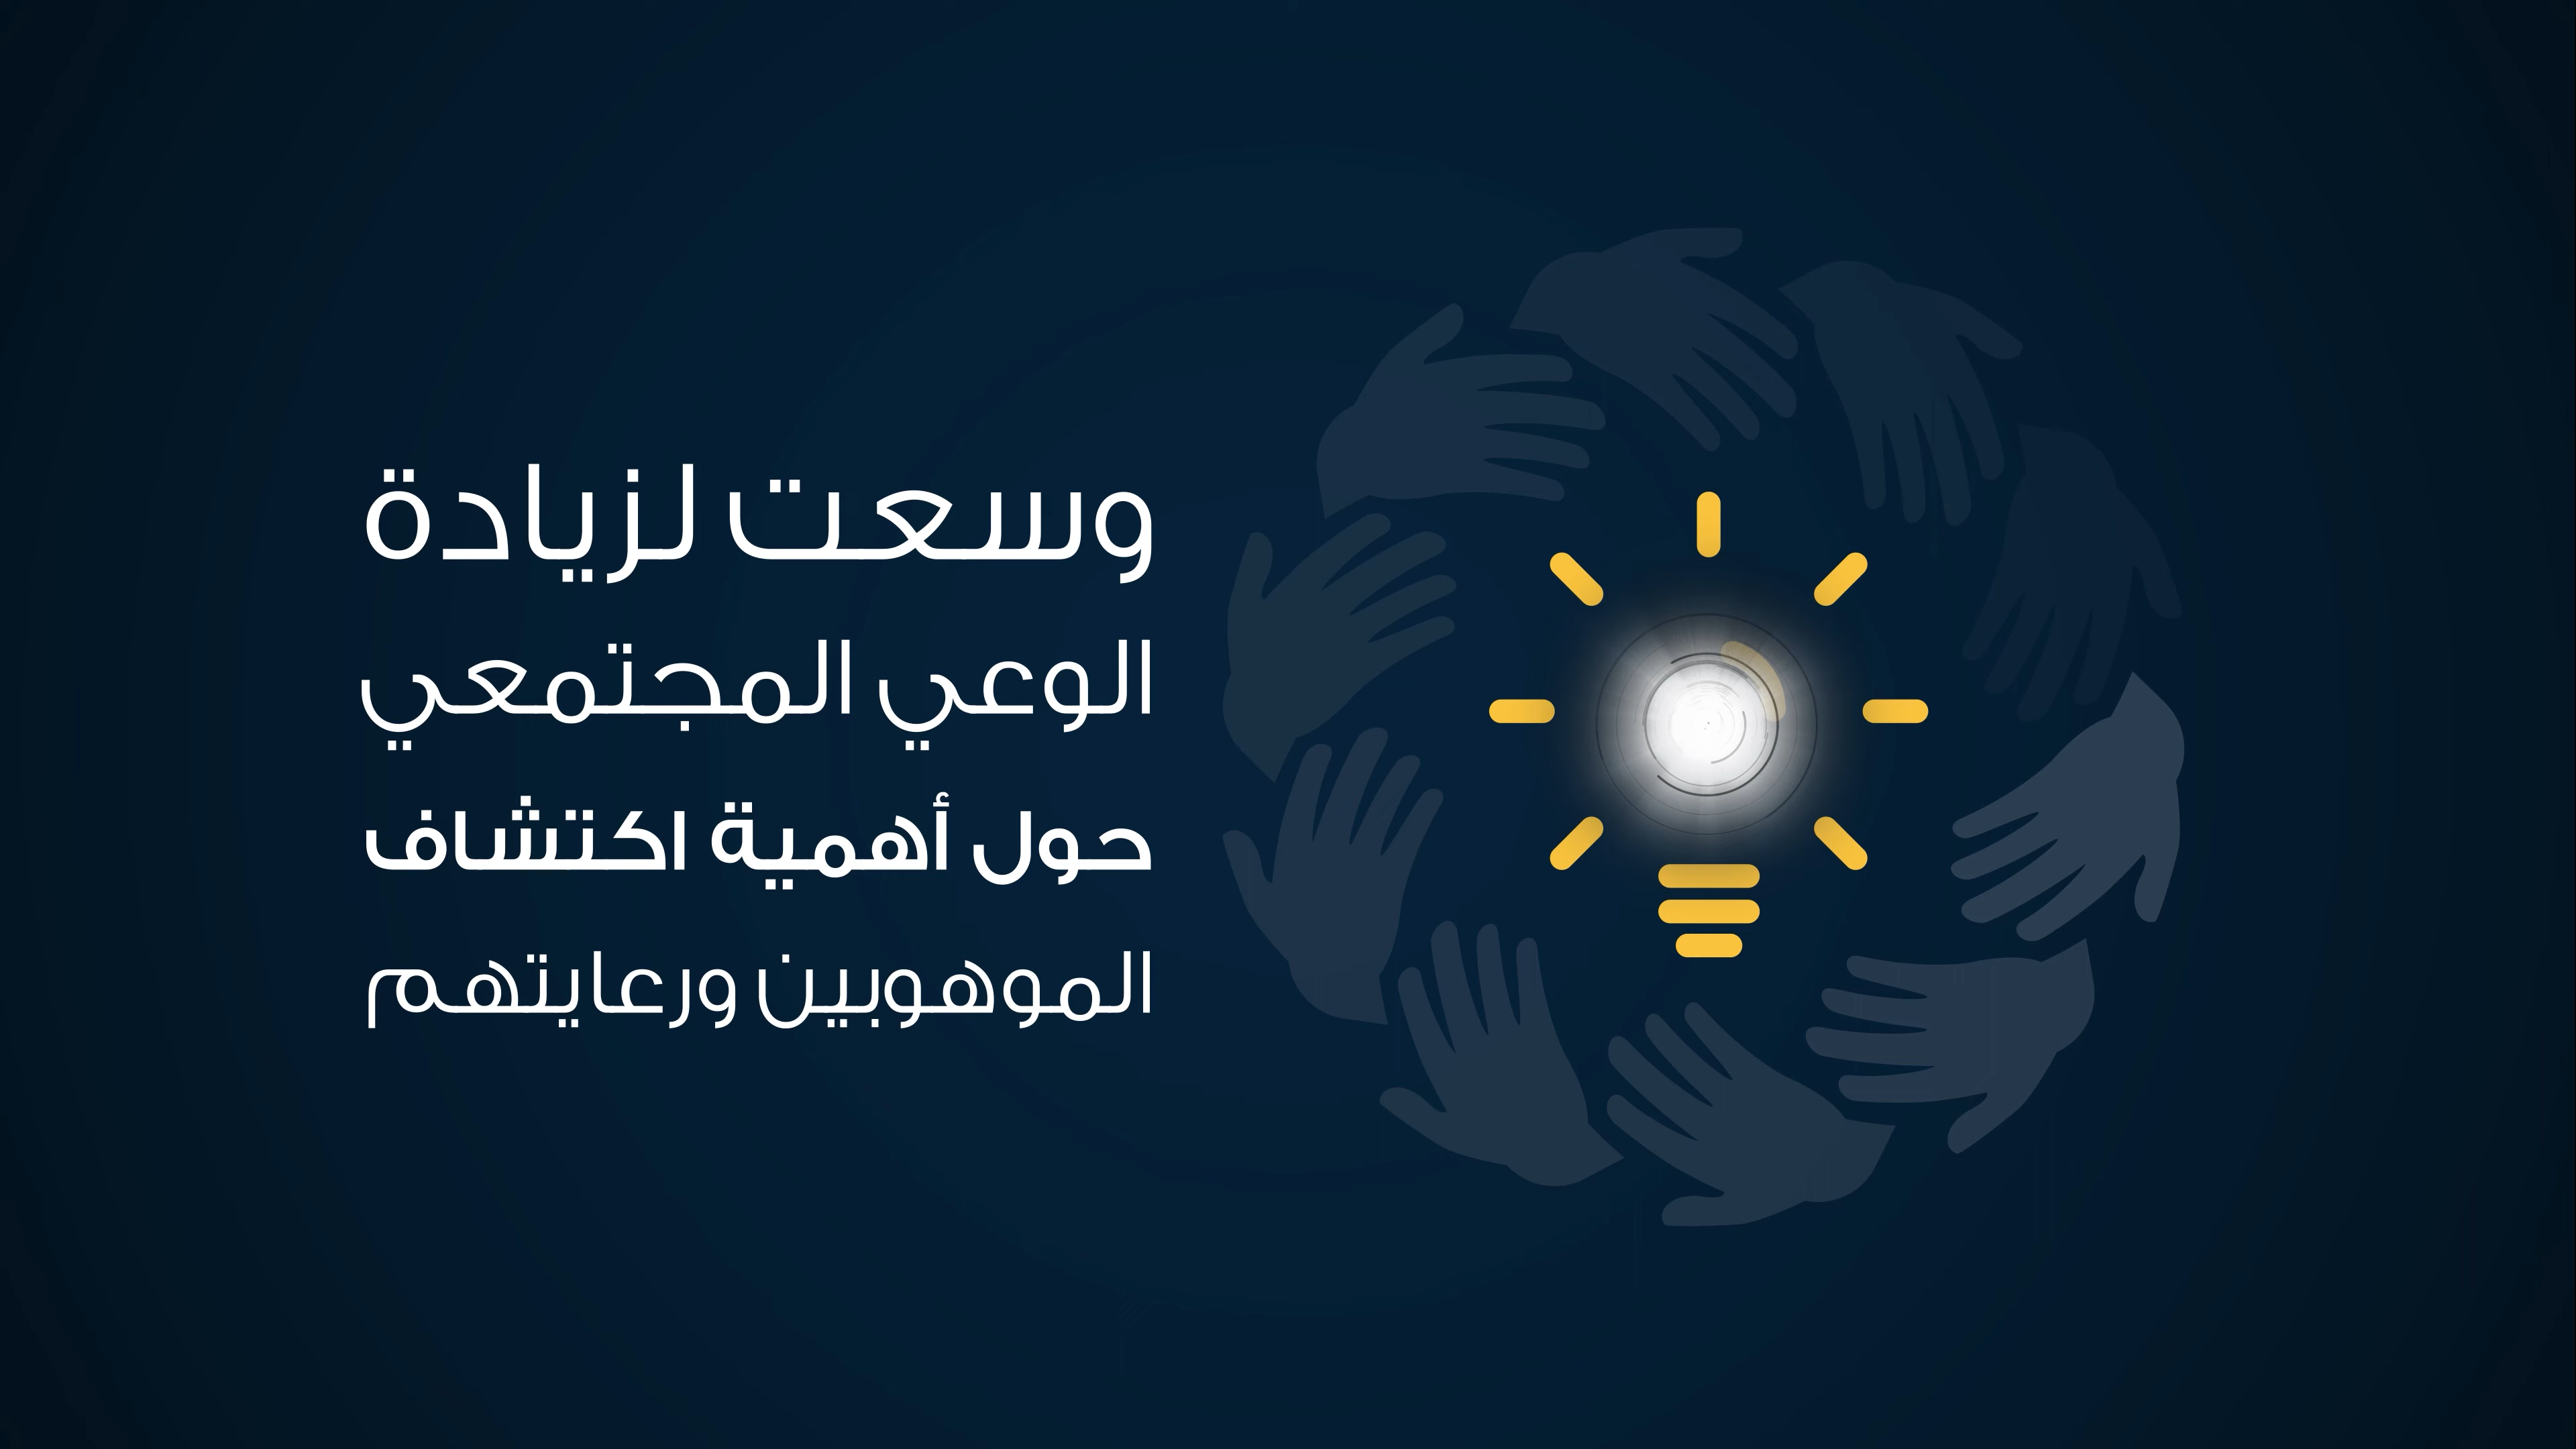 وسعت لزيادة
الوعي المجتمعي
حول أهمية اكتشاف
الموهوبين ورعايتهم